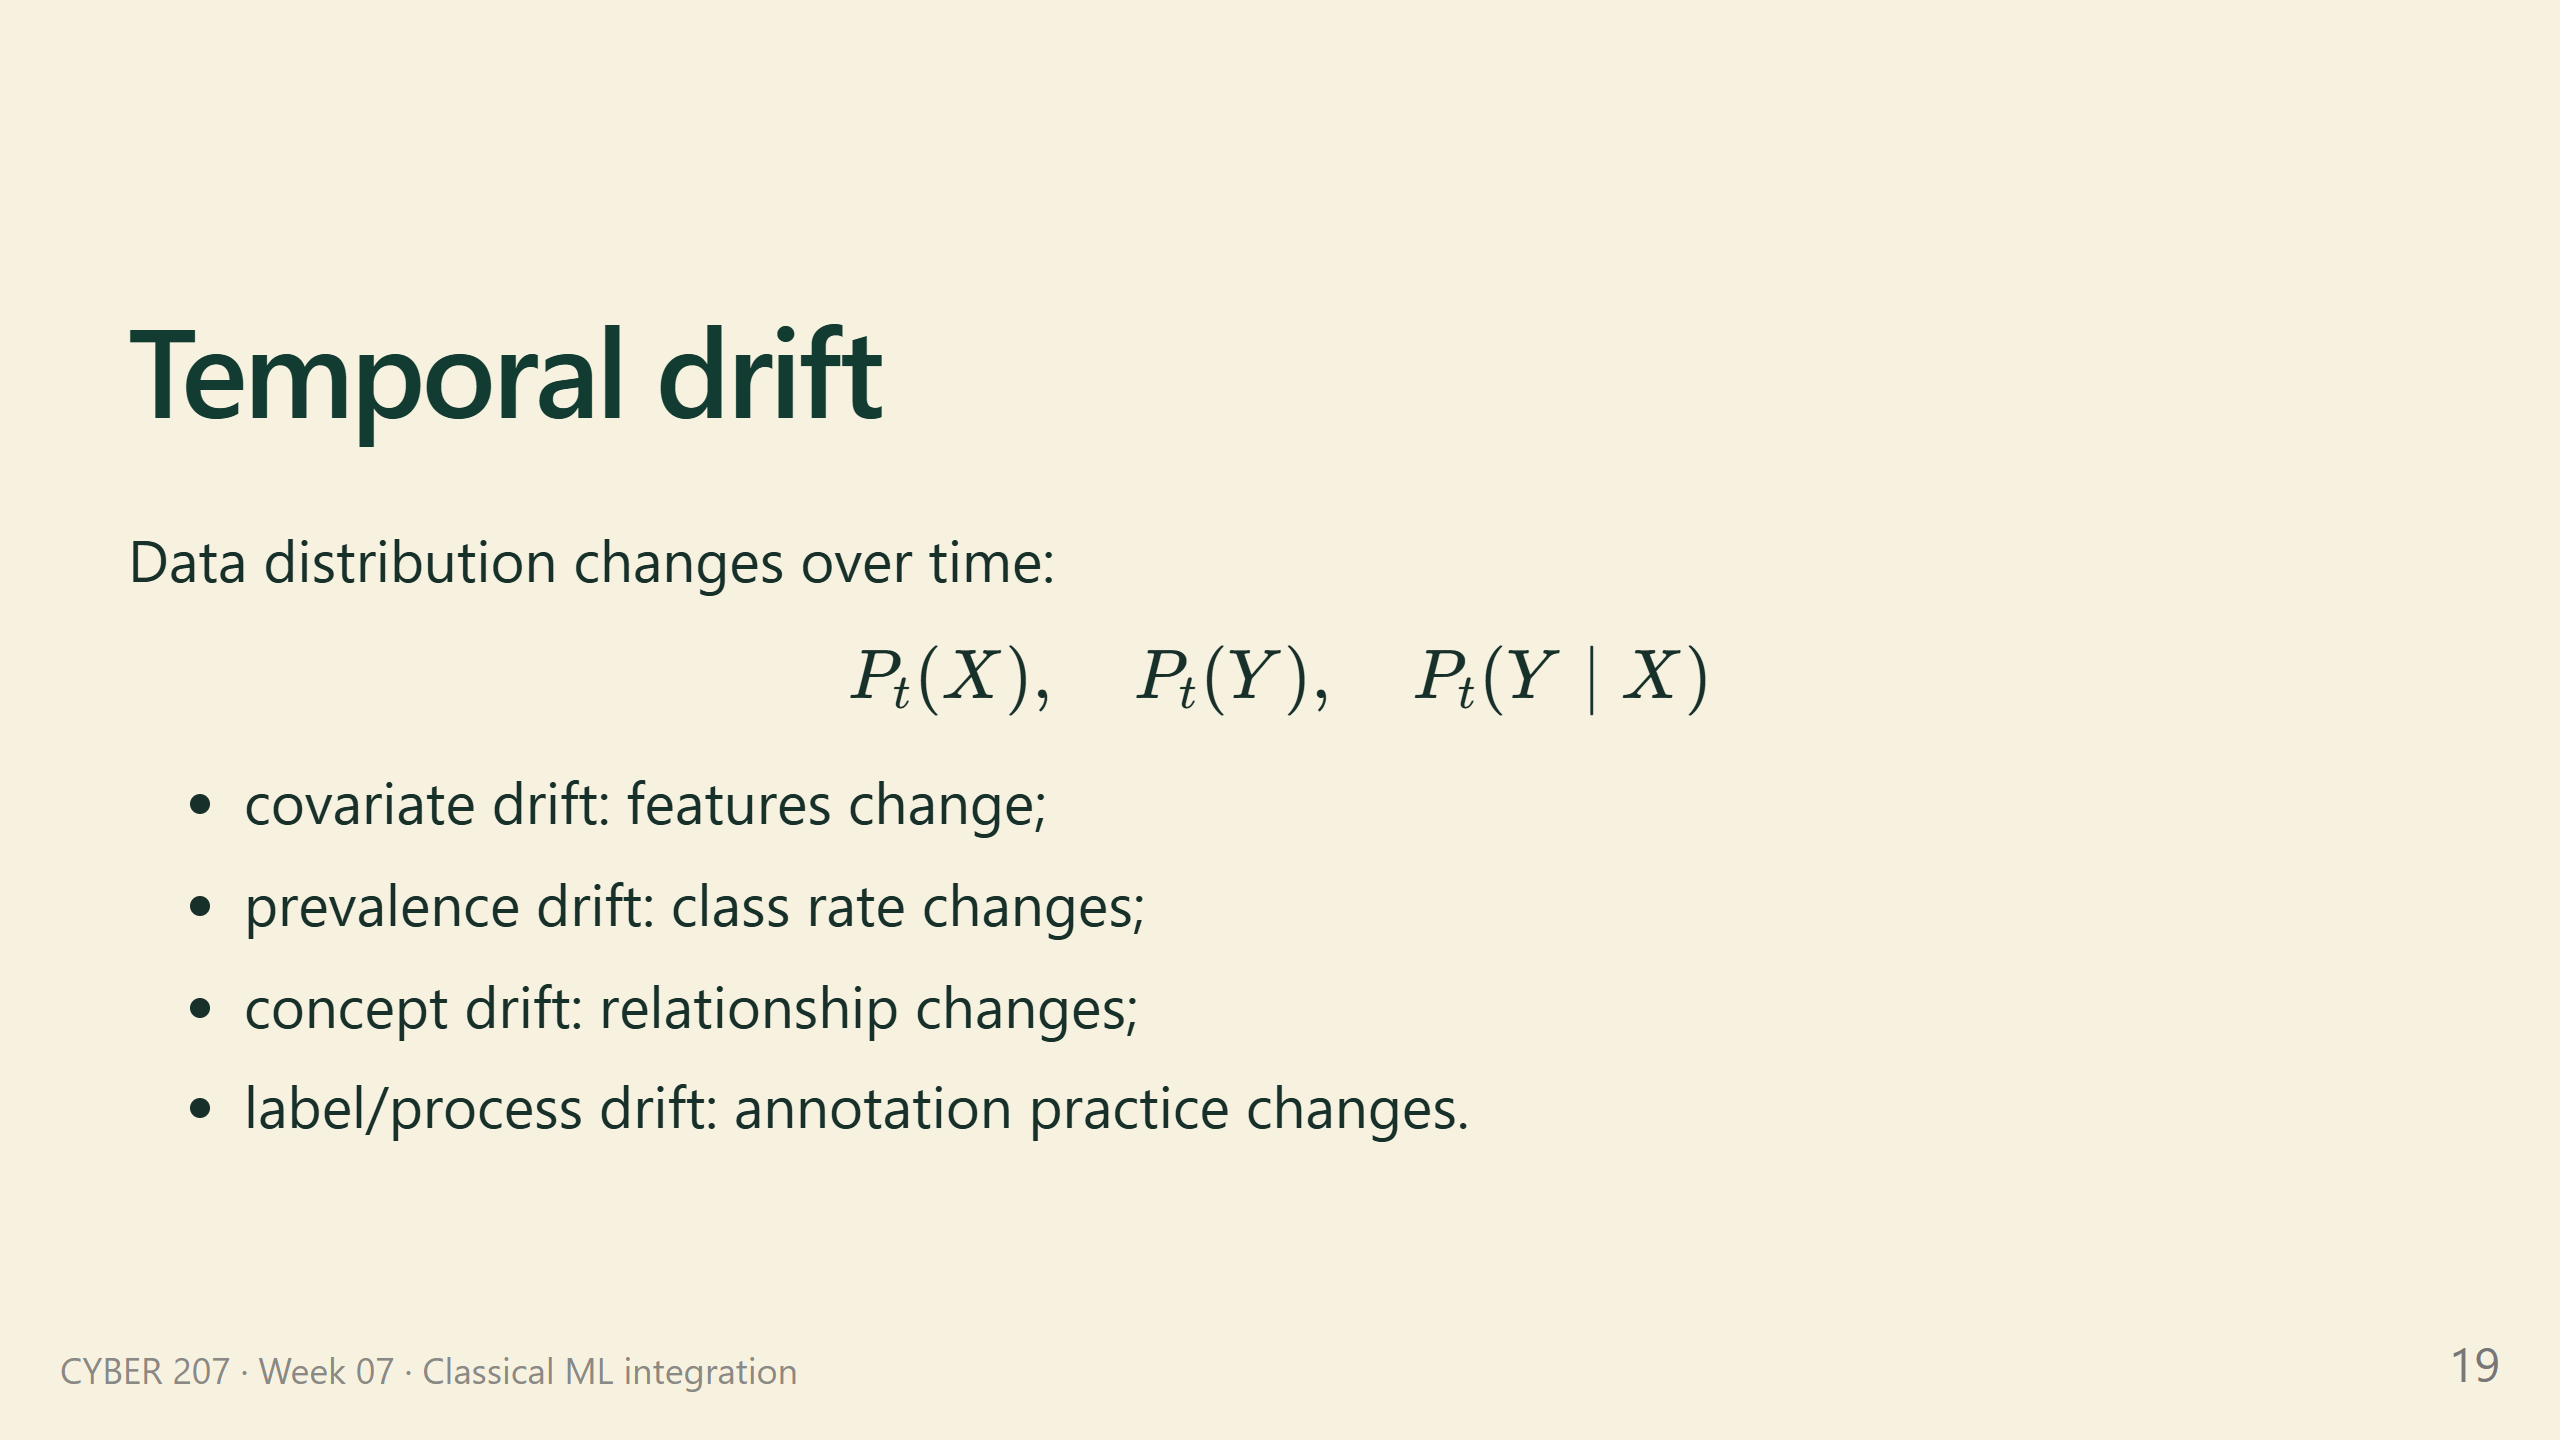 Temporal drift
Data distribution changes over time:
P_t(X), P_t(Y), P_t(Y | X)
• covariate drift: features change;
• prevalence drift: class rate changes;
• concept drift: relationship changes;
• label/process drift: annotation practice changes.
CYBER 207 · Week 07 · Classical ML integration
19